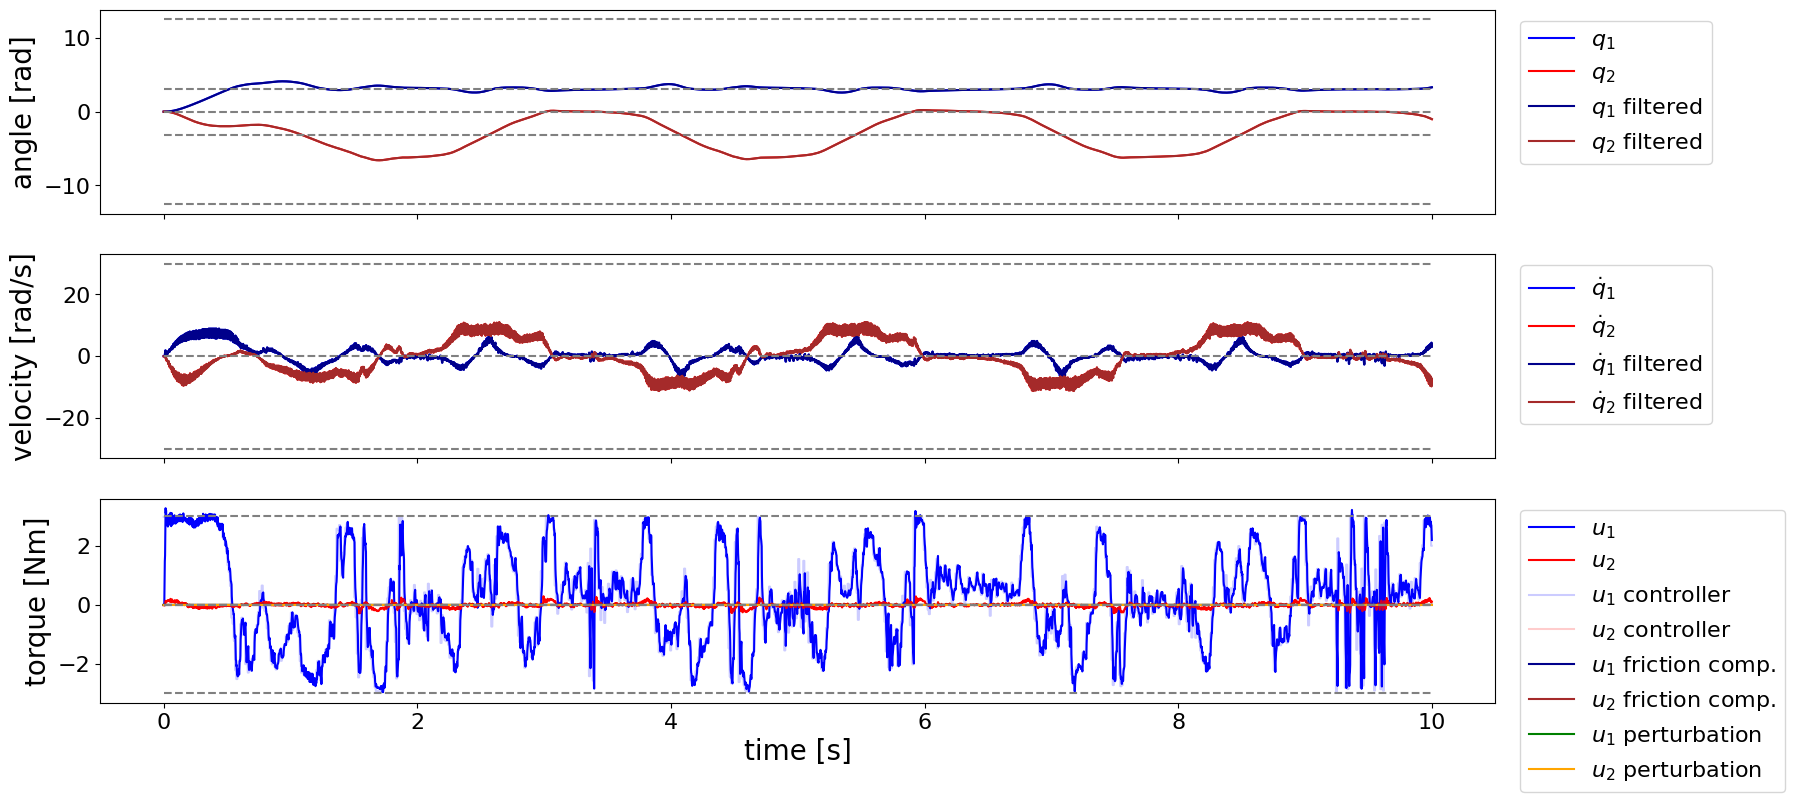 angle [rad]
10
0
−10
q₁
q₂
q₁ filtered
q₂ filtered
velocity [rad/s]
20
0
−20
q̇₁
q̇₂
q̇₁ filtered
q̇₂ filtered
torque [Nm]
2
0
−2
0 2 4 6 8 10
time [s]
u₁
u₂
u₁ controller
u₂ controller
u₁ friction comp.
u₂ friction comp.
u₁ perturbation
u₂ perturbation